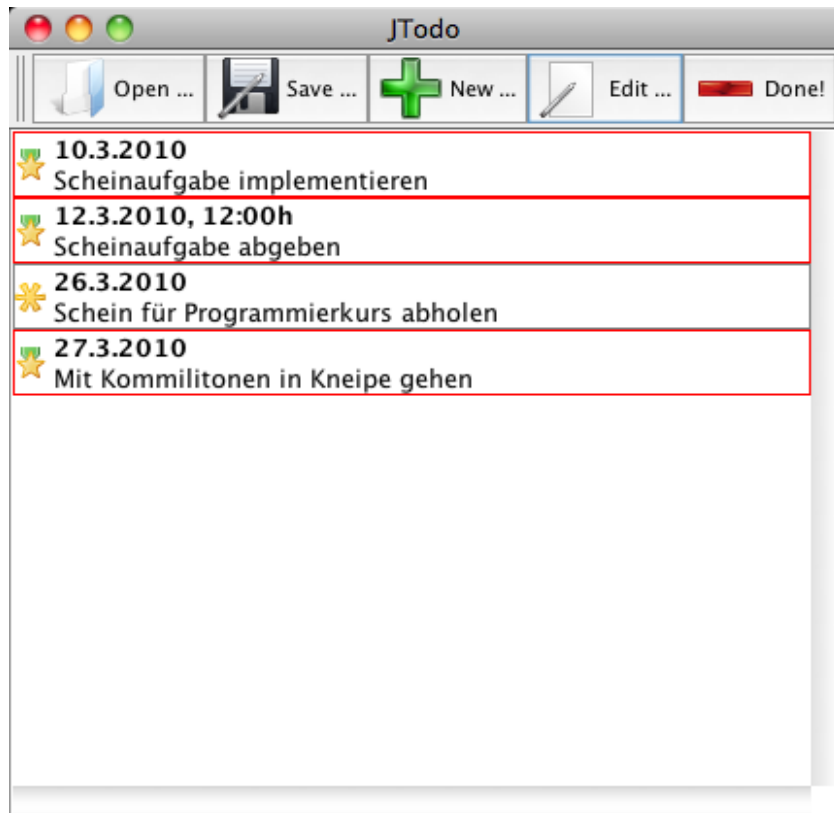 JTodo
Open ... Save ... New ... Edit ... Done!
10.3.2010
Scheinaufgabe implementieren
12.3.2010, 12:00h
Scheinaufgabe abgeben
26.3.2010
Schein für Programmierkurs abholen
27.3.2010
Mit Kommilitonen in Kneipe gehen